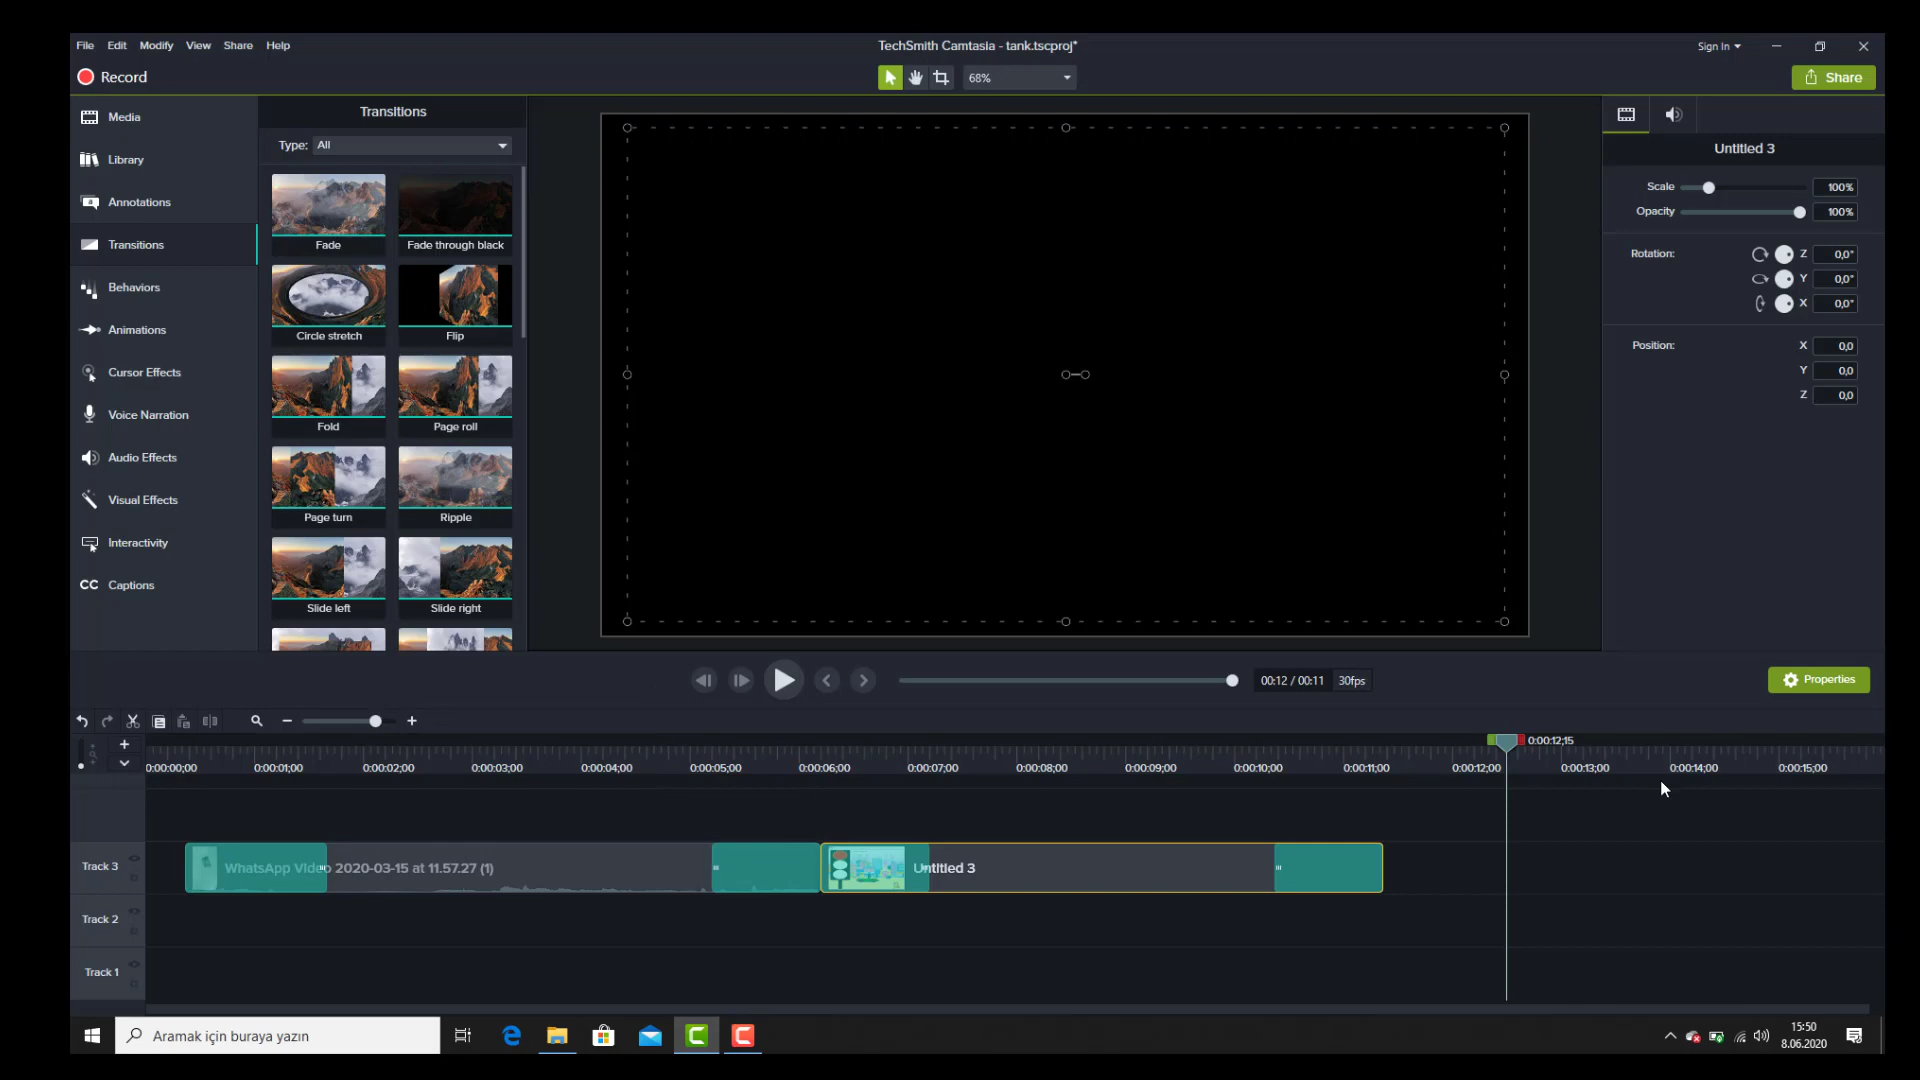 File Edit Modify View Share Help
TechSmith Camtasia - tank.tscproj*
Sign In
Record
68%
Share
Media
Library
Annotations
Transitions
Behaviors
Animations
Cursor Effects
Voice Narration
Audio Effects
Visual Effects
Interactivity
CC Captions
Transitions
Type: All
Fade Fade through black
Circle stretch Flip
Fold Page roll
Page turn Ripple
Slide left Slide right
Untitled 3
Scale 100%
Opacity 100%
Rotation: Z 0,0°
Y 0,0°
X 0,0°
Position: X 0,0
Y 0,0
Z 0,0
00:12 / 00:11 30fps
Properties
0:00:12;15
0:00:00;00 0:00:01;00 0:00:02;00 0:00:03;00 0:00:04;00 0:00:05;00 0:00:06;00 0:00:07;00 0:00:08;00 0:00:09;00 0:00:10;00 0:00:11;00 0:00:12;00 0:00:13;00 0:00:14;00 0:00:15;00
Track 3
WhatsApp Video 2020-03-15 at 11.57.27 (1)
Untitled 3
Track 2
Track 1
Aramak için buraya yazın
15:50
8.06.2020